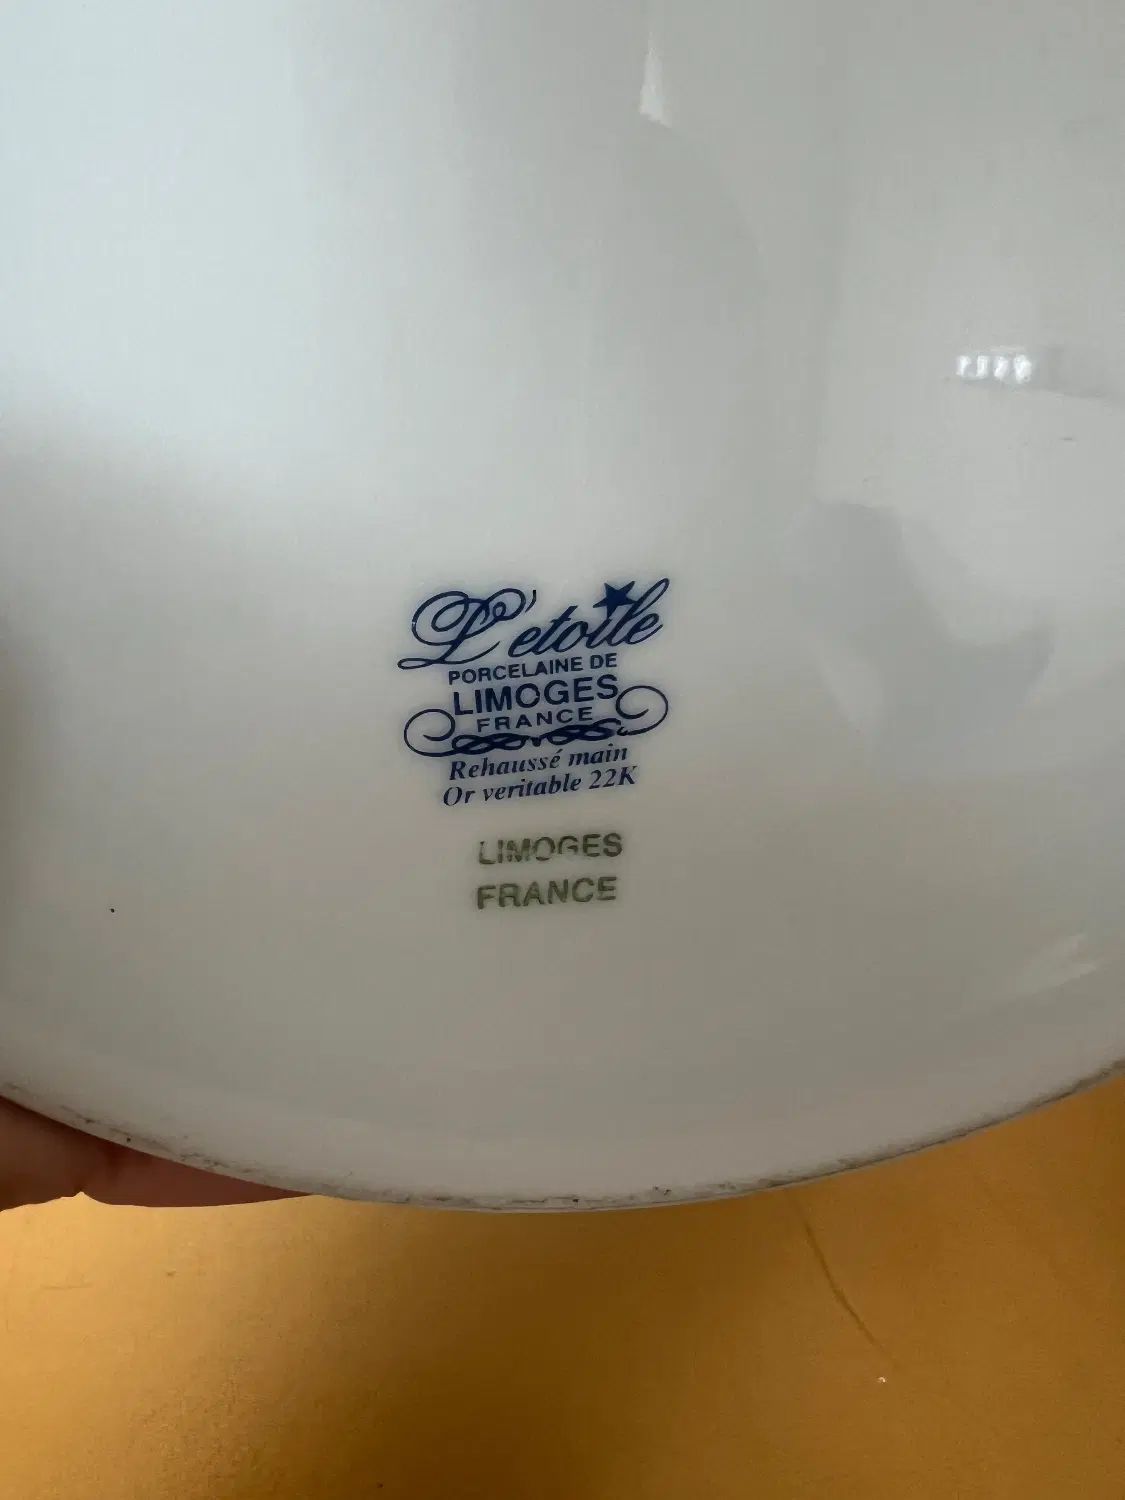 L'etoile
PORCELAINE DE
LIMOGES
FRANCE
Rehaussé main
Or veritable 22K
LIMOGES
FRANCE